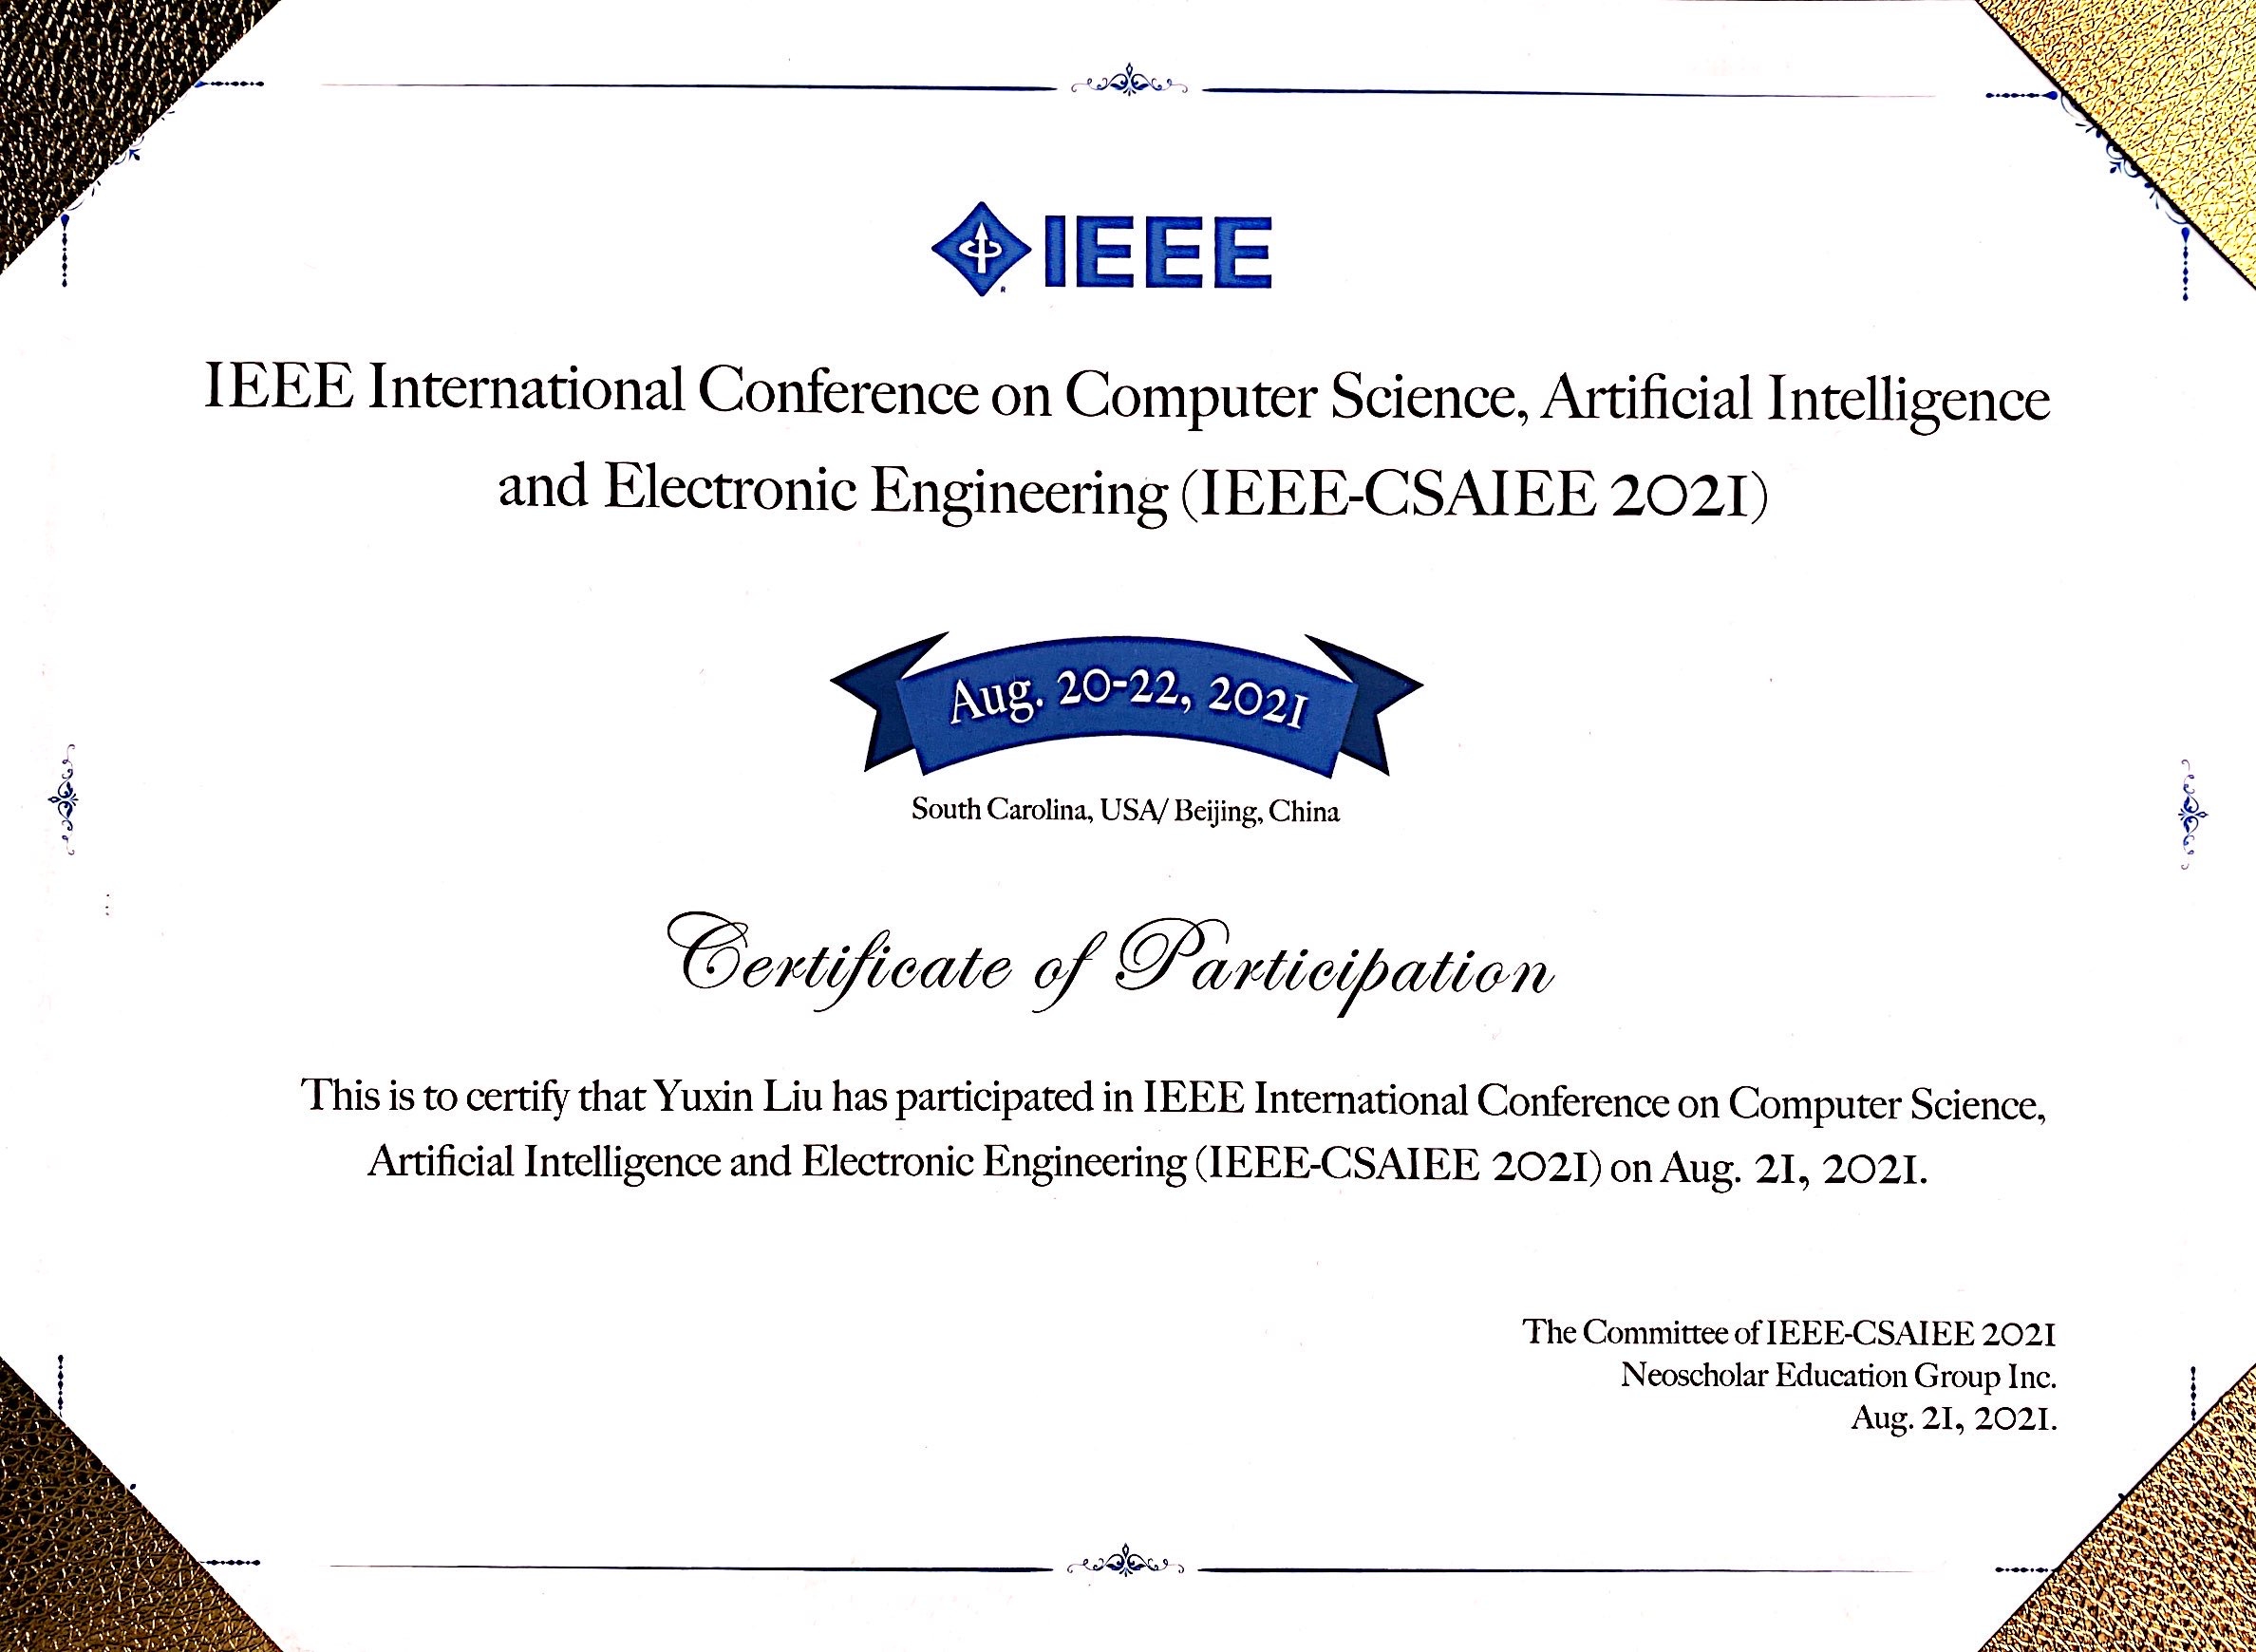 IEEE
IEEE International Conference on Computer Science, Artificial Intelligence
and Electronic Engineering (IEEE-CSAIEE 2021)
Aug. 20-22, 2021
South Carolina, USA/ Beijing, China
Certificate of Participation
This is to certify that Yuxin Liu has participated in IEEE International Conference on Computer Science,
Artificial Intelligence and Electronic Engineering (IEEE-CSAIEE 2021) on Aug. 21, 2021.
The Committee of IEEE-CSAIEE 2021
Neoscholar Education Group Inc.
Aug. 21, 2021.